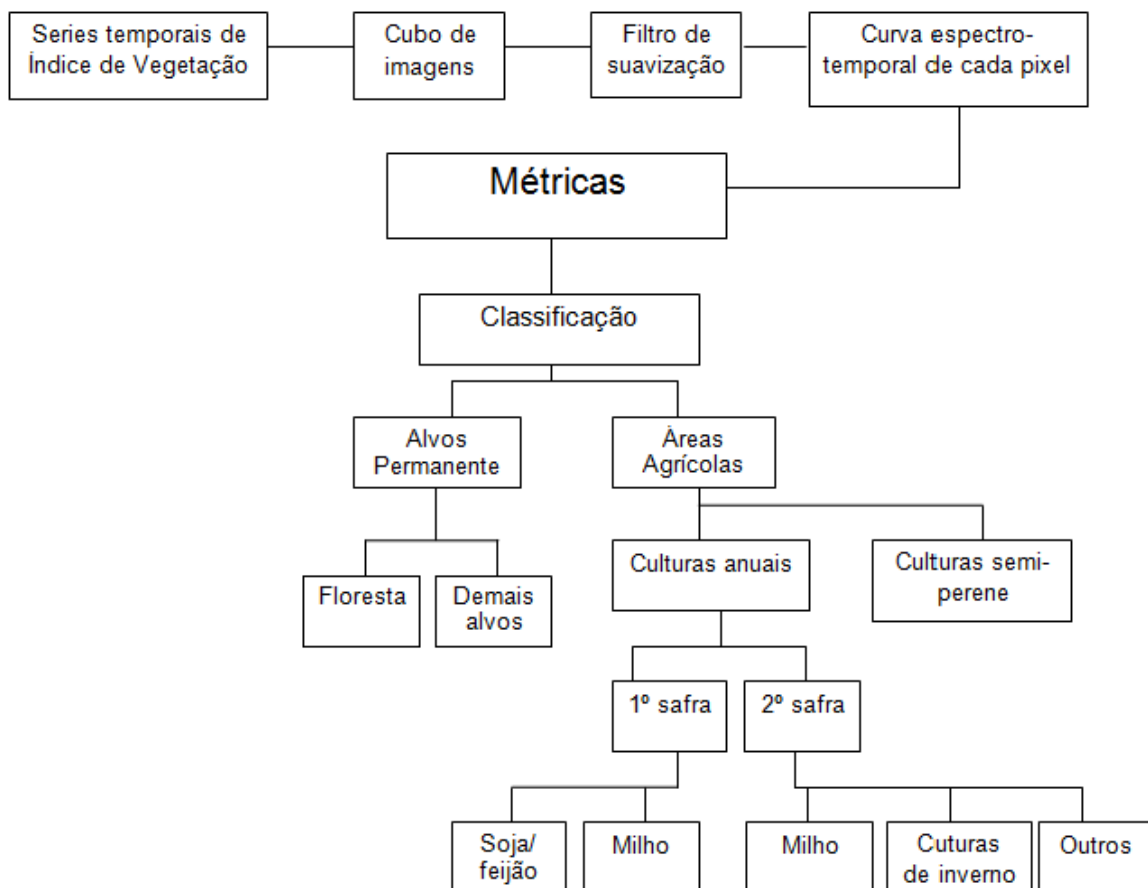 Series temporais de
Índice de Vegetação
Cubo de
imagens
Filtro de
suavização
Curva espectro-
temporal de cada pixel
Métricas
Classificação
Alvos
Permanente
Áreas
Agrícolas
Floresta
Demais
alvos
Culturas anuais
Culturas semi-
perene
1º safra
2º safra
Soja/
feijão
Milho
Milho
Cuturas
de inverno
Outros